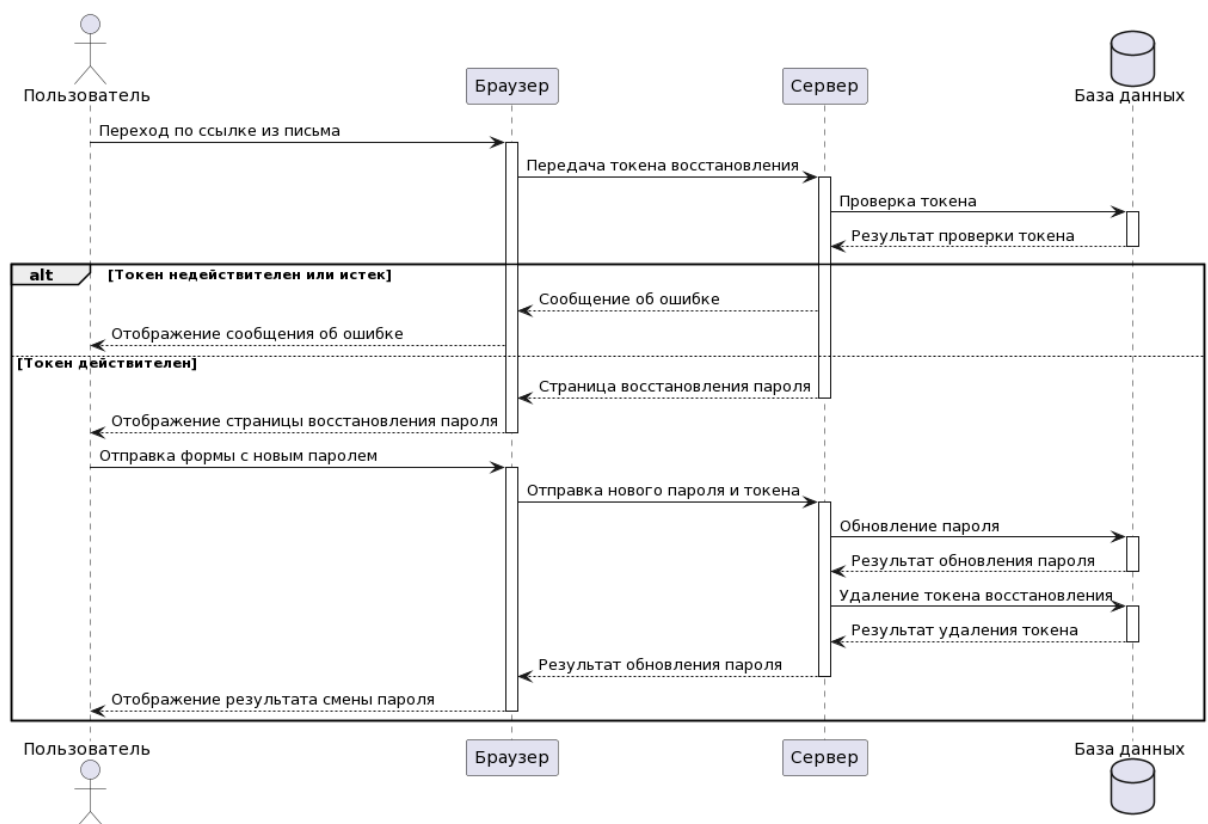 Пользователь
Браузер
Сервер
База данных
Переход по ссылке из письма
Передача токена восстановления
Проверка токена
Результат проверки токена
alt
[Токен недействителен или истек]
Сообщение об ошибке
Отображение сообщения об ошибке
[Токен действителен]
Страница восстановления пароля
Отображение страницы восстановления пароля
Отправка формы с новым паролем
Отправка нового пароля и токена
Обновление пароля
Результат обновления пароля
Удаление токена восстановления
Результат удаления токена
Результат обновления пароля
Отображение результата смены пароля
Пользователь
Браузер
Сервер
База данных